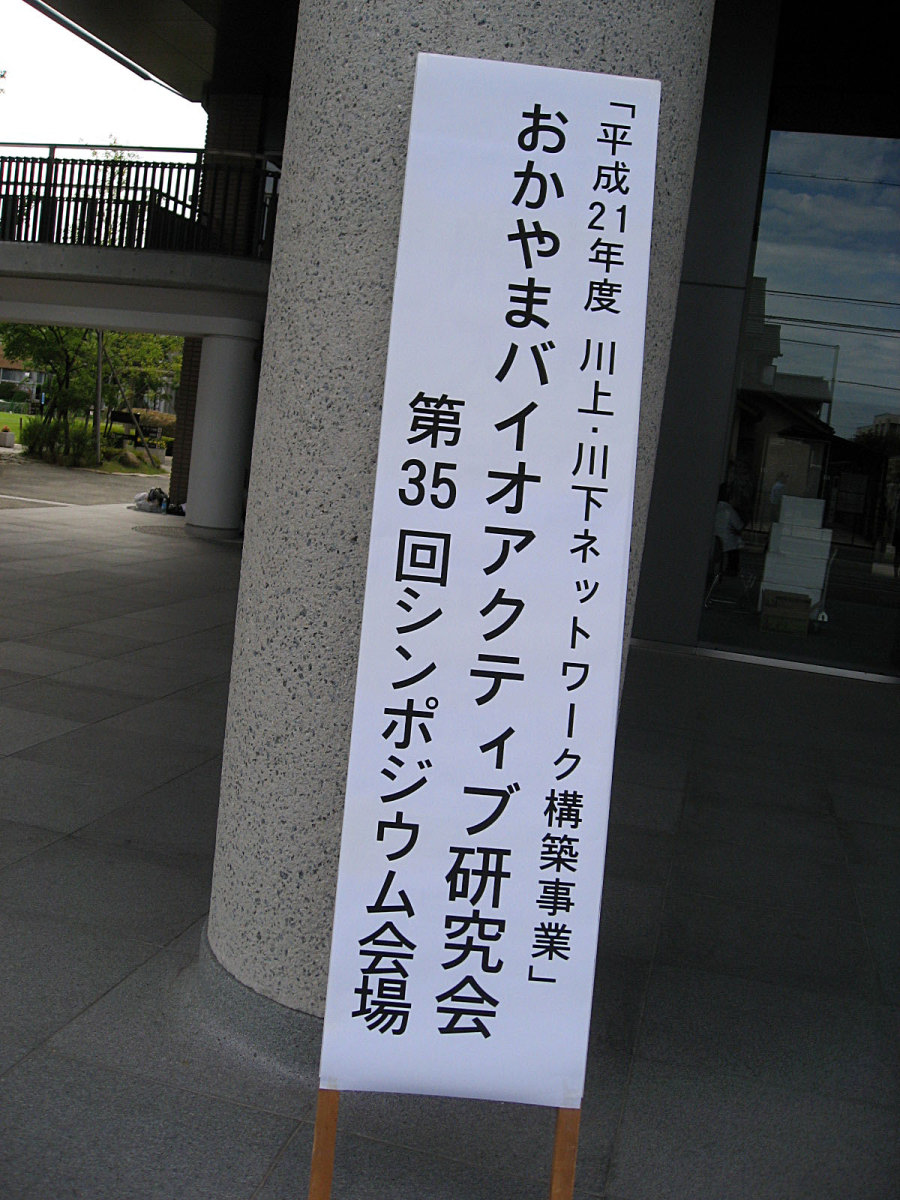 「平成21年度 川上・川下ネットワーク構築事業」
おかやまバイオアクティブ研究会
第35回シンポジウム会場